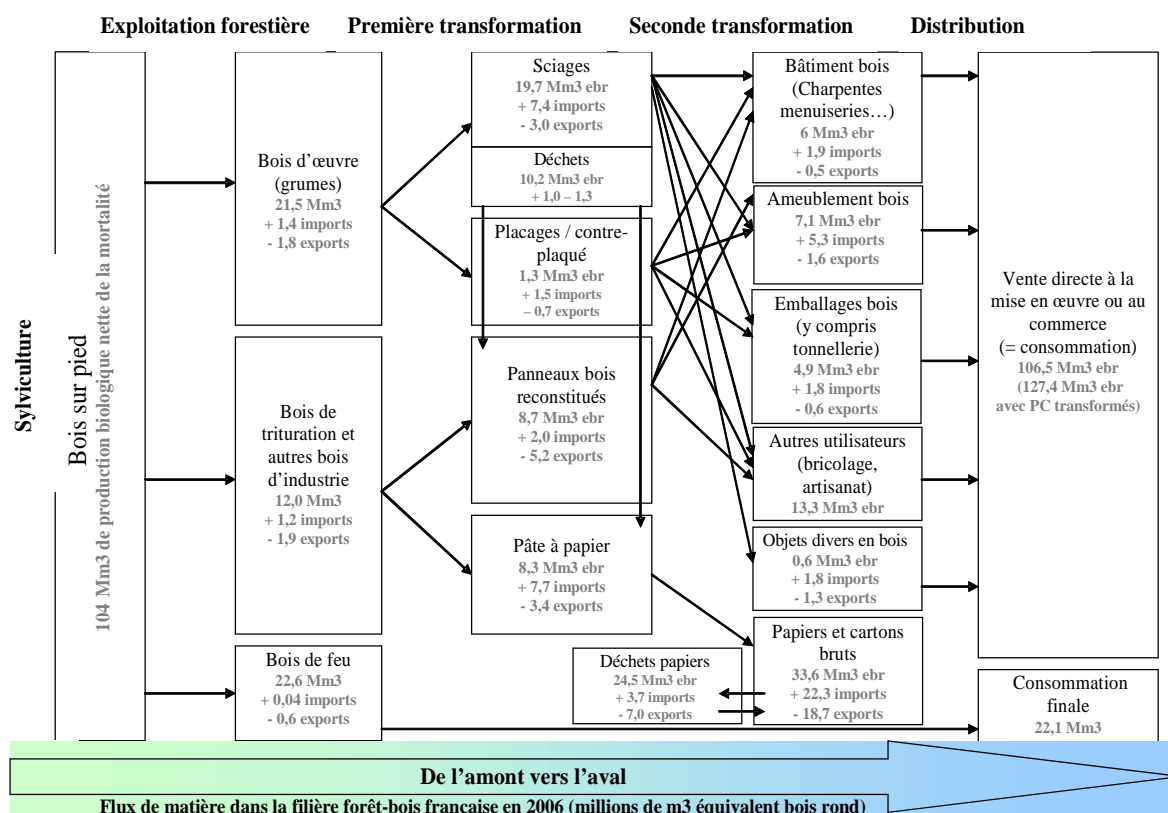 Exploitation forestière
Première transformation
Seconde transformation
Distribution
Sylviculture
Bois sur pied
104 Mm3 de production biologique nette de la mortalité
Bois d’œuvre
(grumes)
21,5 Mm3
+ 1,4 imports
- 1,8 exports
Bois de
trituration et
autres bois
d’industrie
12,0 Mm3
+ 1,2 imports
- 1,9 exports
Bois de feu
22,6 Mm3
+ 0,04 imports
- 0,6 exports
Sciages
19,7 Mm3 ebr
+ 7,4 imports
- 3,0 exports
Déchets
10,2 Mm3 ebr
+ 1,0 – 1,3
Placages / contre-
plaqué
1,3 Mm3 ebr
+ 1,5 imports
– 0,7 exports
Panneaux bois
reconstitués
8,7 Mm3 ebr
+ 2,0 imports
- 5,2 exports
Pâte à papier
8,3 Mm3 ebr
+ 7,7 imports
- 3,4 exports
Déchets papiers
24,5 Mm3 ebr
+ 3,7 imports
- 7,0 exports
Bâtiment bois
(Charpentes
menuiseries…)
6 Mm3 ebr
+ 1,9 imports
- 0,5 exports
Ameublement bois
7,1 Mm3 ebr
+ 5,3 imports
- 1,6 exports
Emballages bois
(y compris
tonnellerie)
4,9 Mm3 ebr
+ 1,8 imports
- 0,6 exports
Autres utilisateurs
(bricolage,
artisanat)
13,3 Mm3 ebr
Objets divers en bois
0,6 Mm3 ebr
+ 1,8 imports
- 1,3 exports
Papiers et cartons
bruts
33,6 Mm3 ebr
+ 22,3 imports
- 18,7 exports
Vente directe à la
mise en œuvre ou au
commerce
(= consommation)
106,5 Mm3 ebr
(127,4 Mm3 ebr
avec PC transformés)
Consommation
finale
22,1 Mm3
De l’amont vers l’aval
Flux de matière dans la filière forêt-bois française en 2006 (millions de m3 équivalent bois rond)